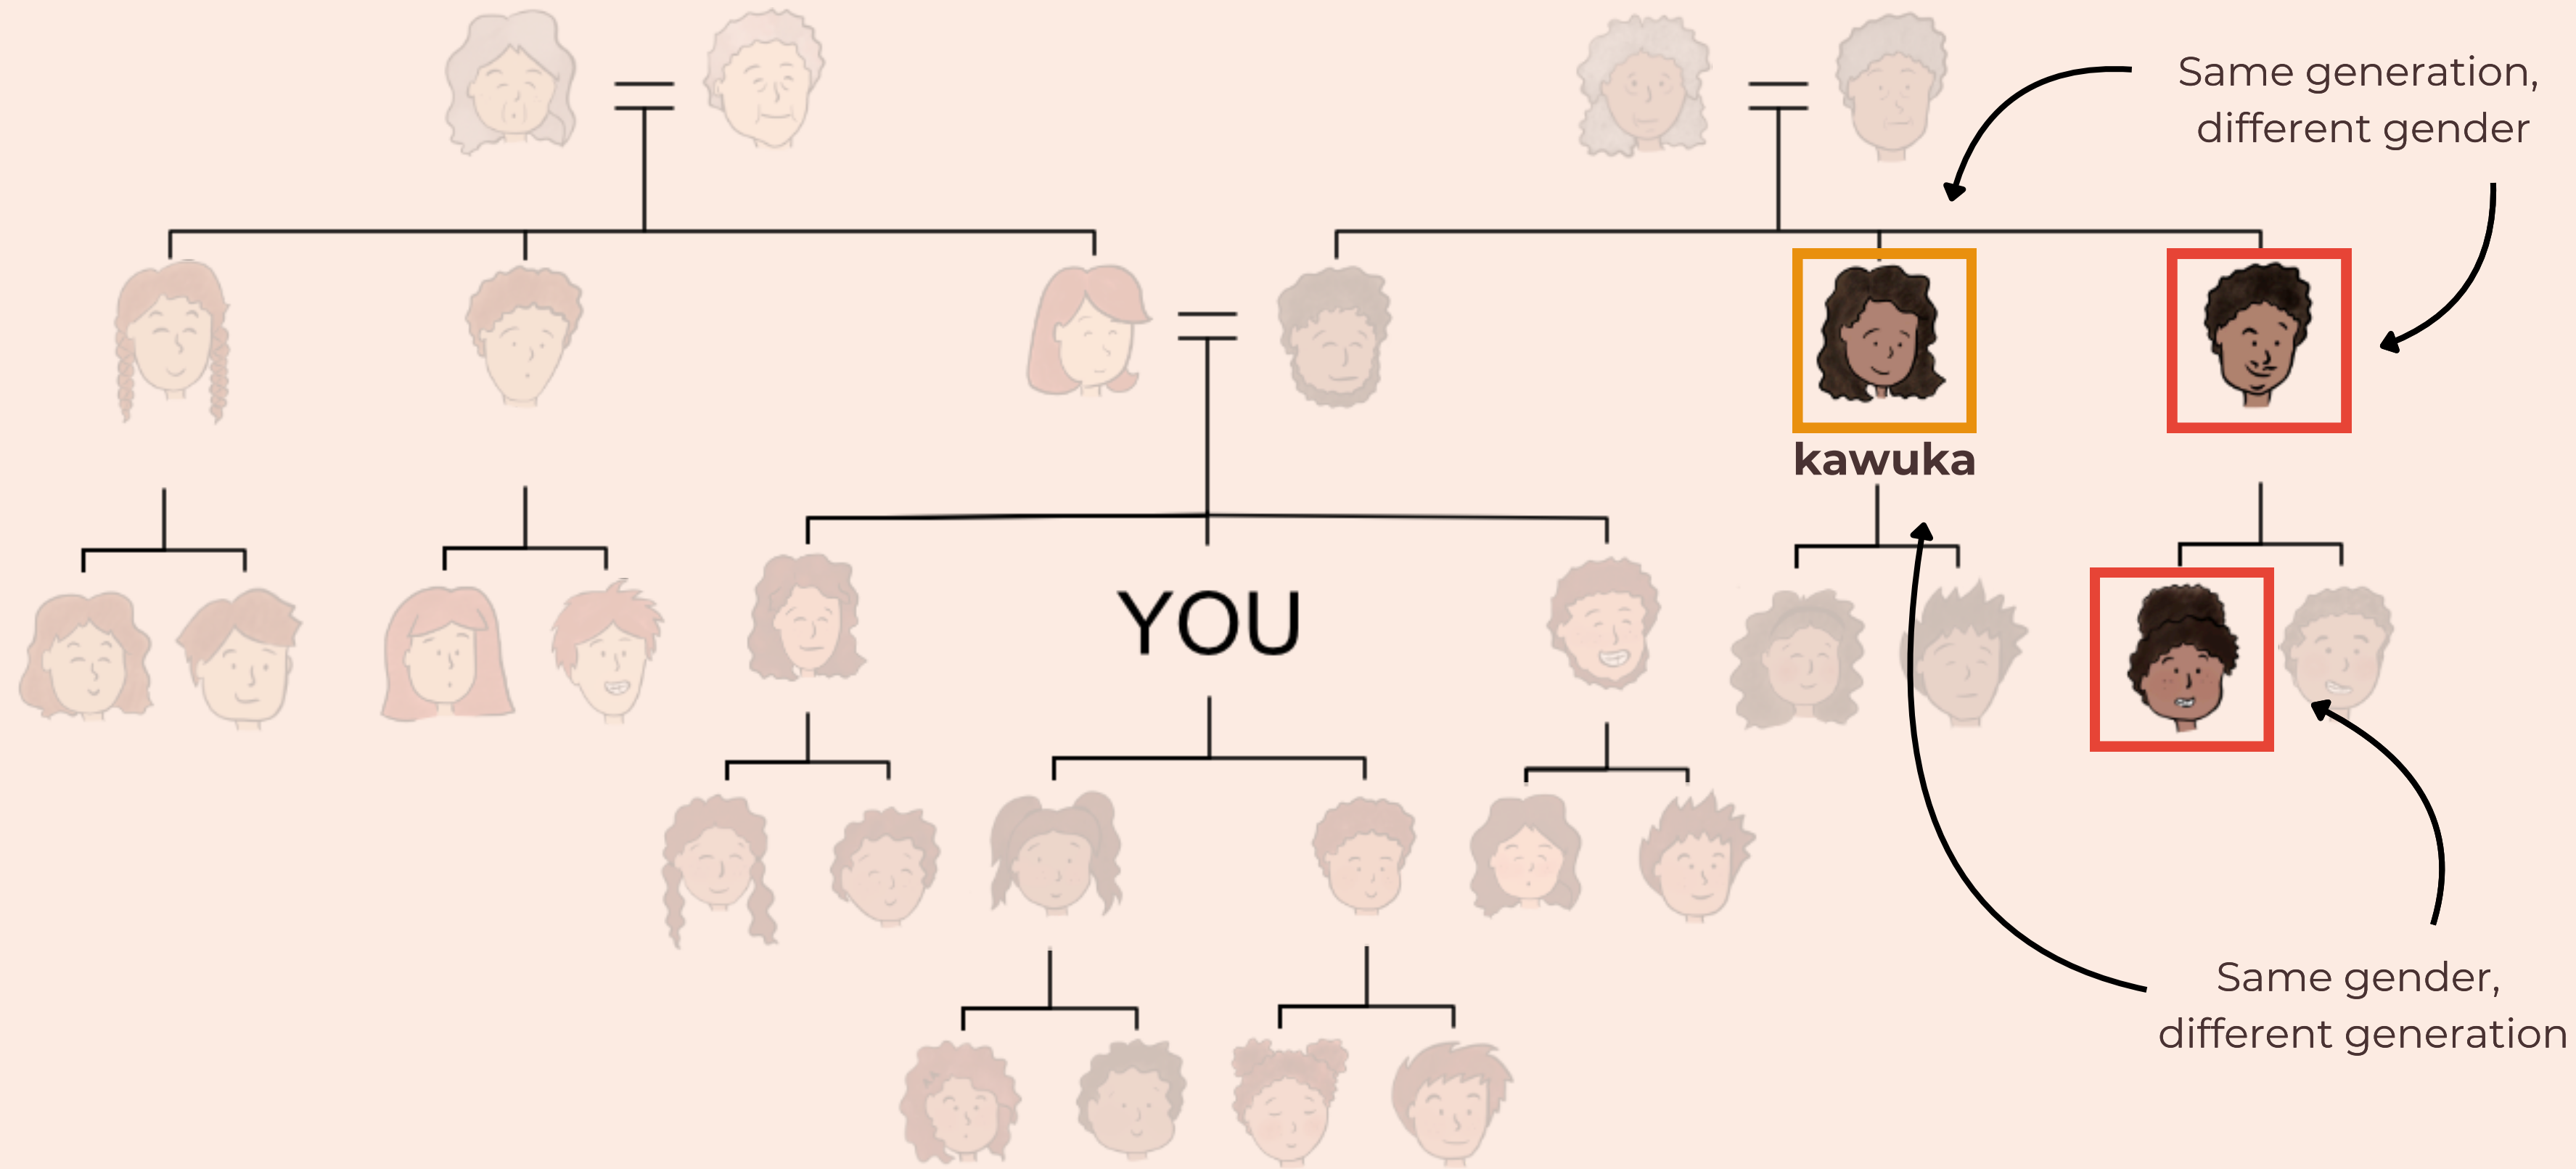 Same generation,
different gender
kawuka
YOU
Same gender,
different generation